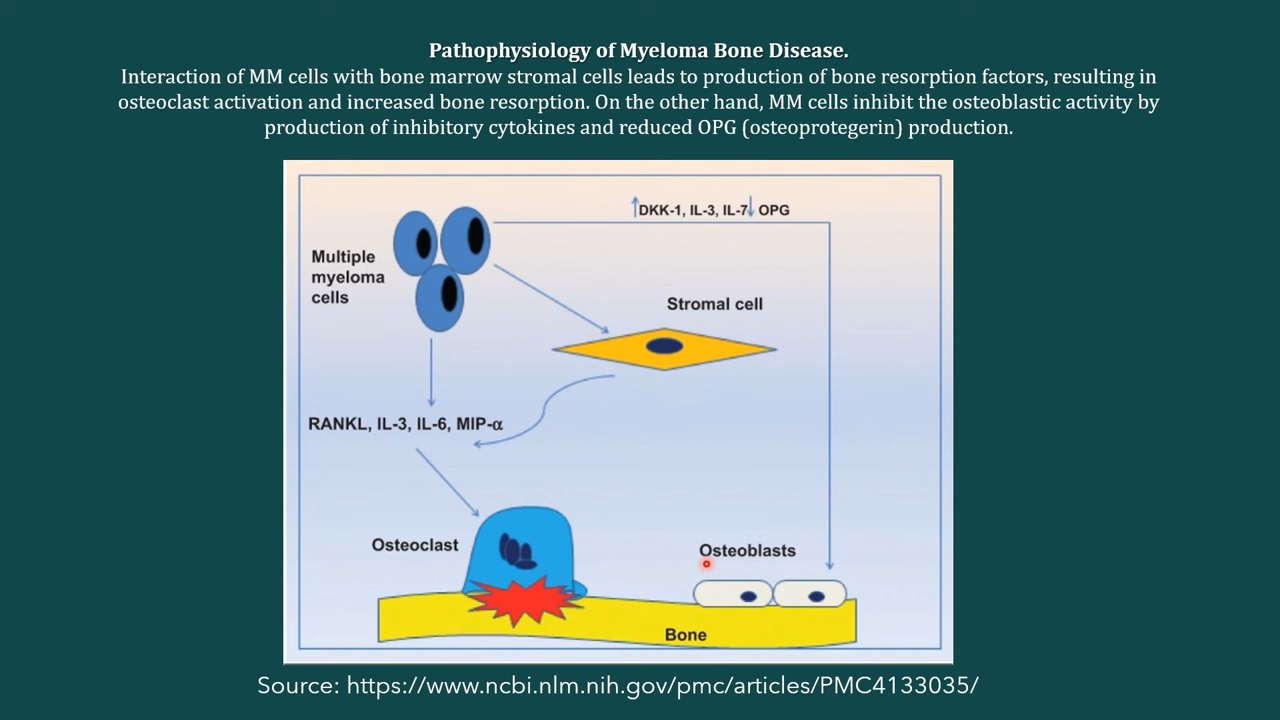 Pathophysiology of Myeloma Bone Disease.
Interaction of MM cells with bone marrow stromal cells leads to production of bone resorption factors, resulting in
osteoclast activation and increased bone resorption. On the other hand, MM cells inhibit the osteoblastic activity by
production of inhibitory cytokines and reduced OPG (osteoprotegerin) production.
↑DKK-1, IL-3, IL-7↓ OPG
Multiple
myeloma
cells
Stromal cell
RANKL, IL-3, IL-6, MIP-α
Osteoclast
Osteoblasts
Bone
Source: https://www.ncbi.nlm.nih.gov/pmc/articles/PMC4133035/